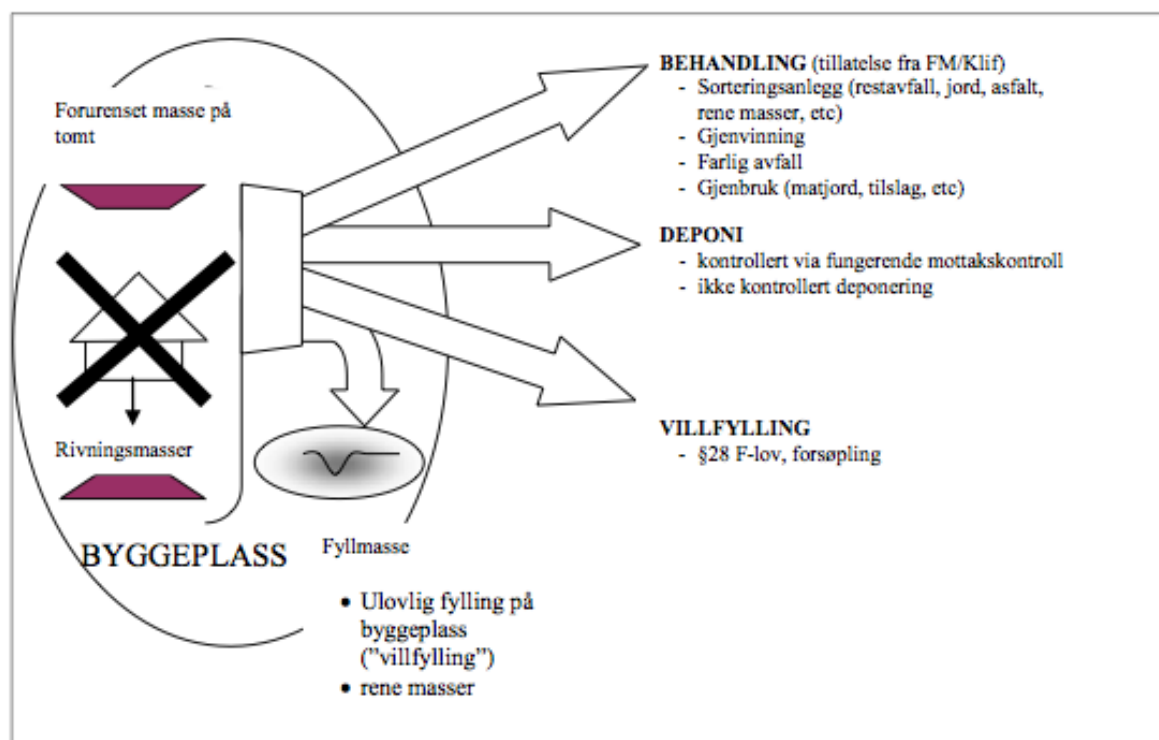 Forurenset masse på
tomt
Rivningsmasser
BYGGEPLASS
Fyllmasse
• Ulovlig fylling på
byggeplass
("villfylling")
• rene masser
BEHANDLING (tillatelse fra FM/Klif)
- Sorteringsanlegg (restavfall, jord, asfalt,
rene masser, etc)
- Gjenvinning
- Farlig avfall
- Gjenbruk (matjord, tilslag, etc)
DEPONI
- kontrollert via fungerende mottakskontroll
- ikke kontrollert deponering
VILLFYLLING
- §28 F-lov, forsøpling